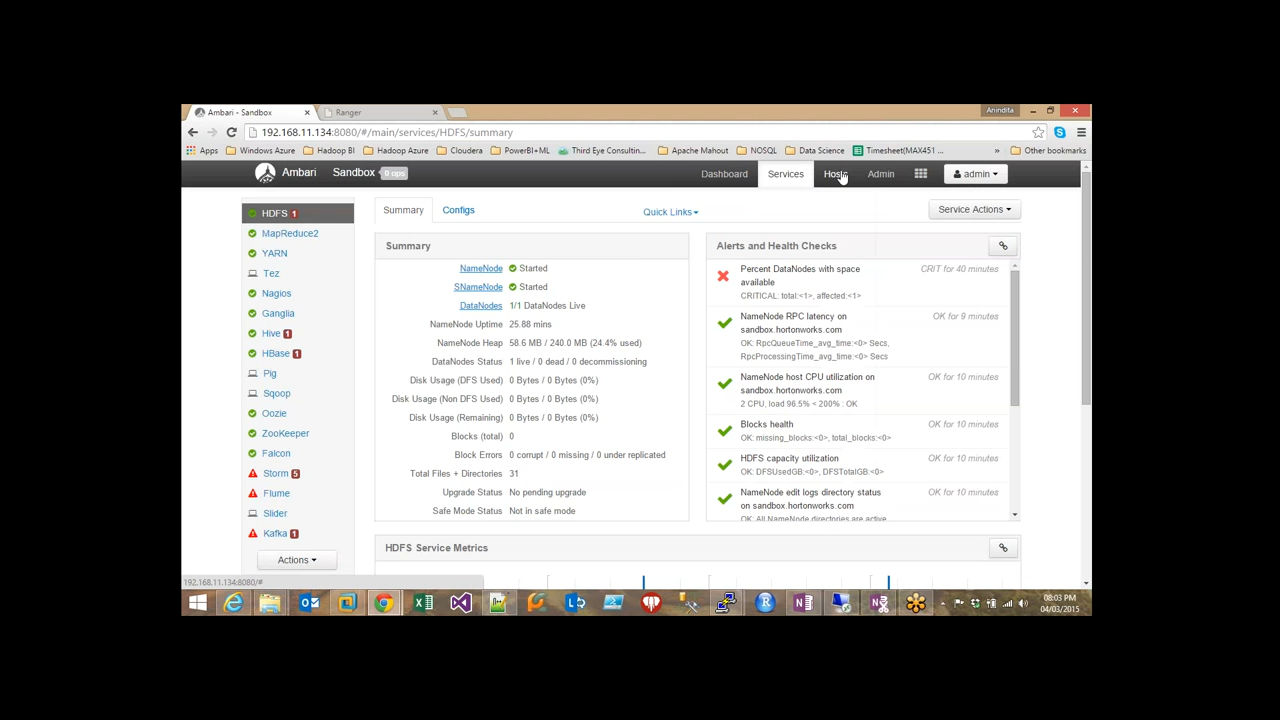 Ambari - Sandbox
Ranger
Anindita
192.168.11.134:8080/#/main/services/HDFS/summary
Apps
Windows Azure
Hadoop BI
Hadoop Azure
Cloudera
PowerBI+ML
Third Eye Consultin...
Apache Mahout
NOSQL
Data Science
Timesheet(MAX451 ...
»
Other bookmarks
Ambari
Sandbox
0 ops
Dashboard
Services
Hosts
Admin
admin
HDFS 1
MapReduce2
YARN
Tez
Nagios
Ganglia
Hive 1
HBase 1
Pig
Sqoop
Oozie
ZooKeeper
Falcon
Storm 5
Flume
Slider
Kafka 1
Actions
Summary
Configs
Quick Links
Service Actions
Summary
NameNode Started
SNameNode Started
DataNodes 1/1 DataNodes Live
NameNode Uptime 25.88 mins
NameNode Heap 58.6 MB / 240.0 MB (24.4% used)
DataNodes Status 1 live / 0 dead / 0 decommissioning
Disk Usage (DFS Used) 0 Bytes / 0 Bytes (0%)
Disk Usage (Non DFS Used) 0 Bytes / 0 Bytes (0%)
Disk Usage (Remaining) 0 Bytes / 0 Bytes (0%)
Blocks (total) 0
Block Errors 0 corrupt / 0 missing / 0 under replicated
Total Files + Directories 31
Upgrade Status No pending upgrade
Safe Mode Status Not in safe mode
Alerts and Health Checks
Percent DataNodes with space CRIT for 40 minutes
available
CRITICAL: total:<1>, affected:<1>
NameNode RPC latency on OK for 9 minutes
sandbox.hortonworks.com
OK: RpcQueueTime_avg_time:<0> Secs,
RpcProcessing​Time_avg_time:<0> Secs
NameNode host CPU utilization on OK for 10 minutes
sandbox.hortonworks.com
2 CPU, load 96.5% < 200% : OK
Blocks health OK for 10 minutes
OK: missing_blocks:<0>, total_blocks:<0>
HDFS capacity utilization OK for 10 minutes
OK: DFSUsedGB:<0>, DFSTotalGB:<0>
NameNode edit logs directory status OK for 10 minutes
on sandbox.hortonworks.com
OK: All NameNode directories are active
HDFS Service Metrics
192.168.11.134:8080/#
08:03 PM
04/03/2015